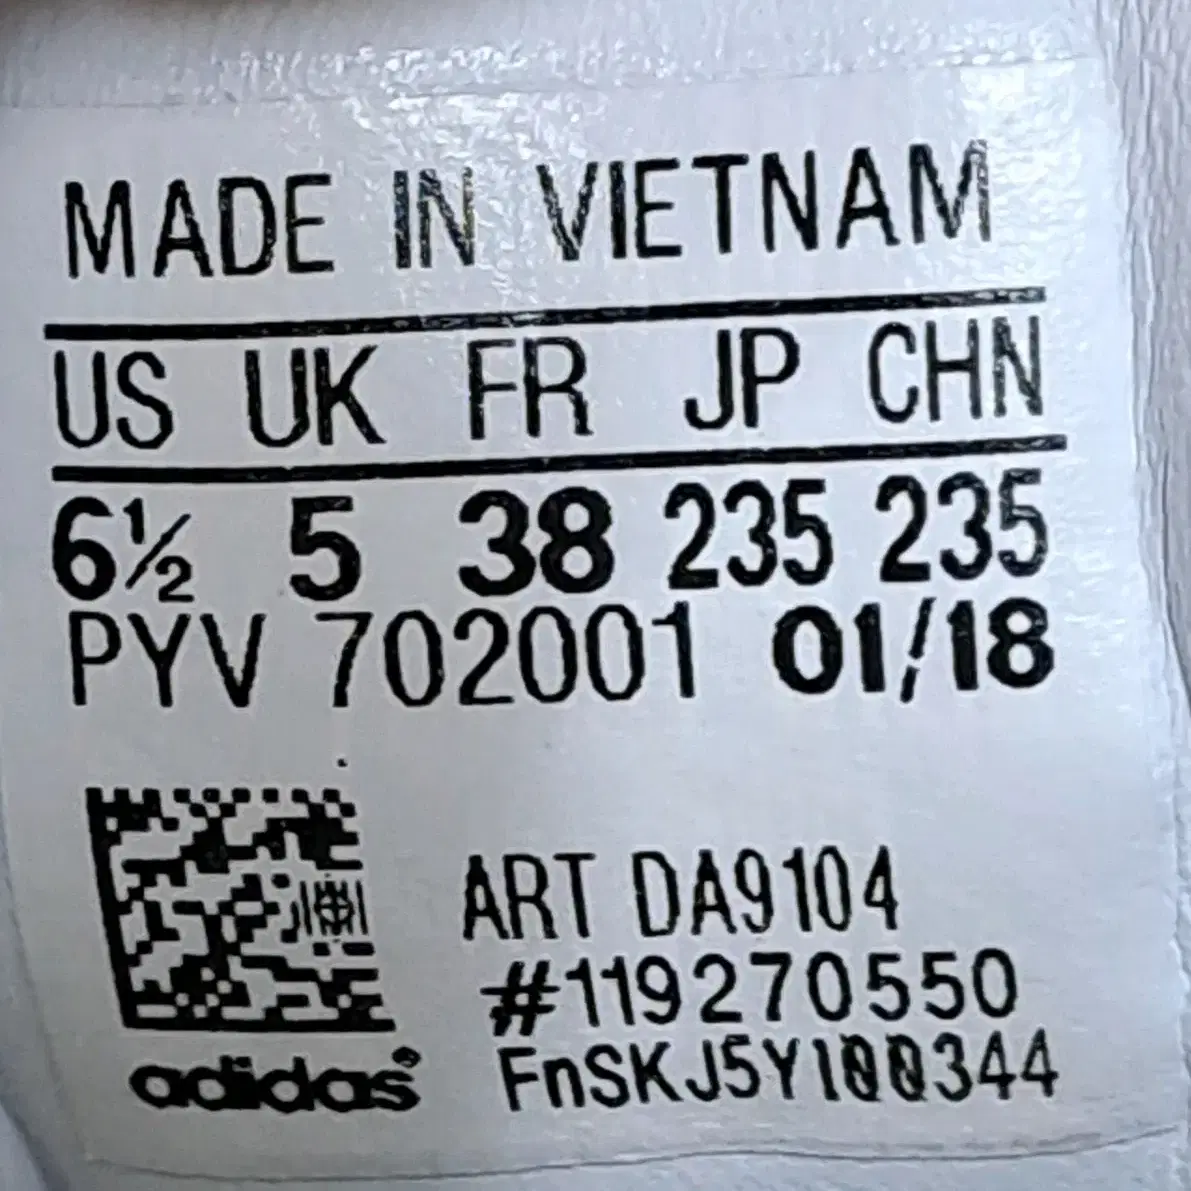 MADE IN VIETNAM
US UK FR JP CHN
6½ 5 38 235 235
PYV 702001 01/18
ART DA9104
#119270550
FnSKJ5Y100344
adidas®